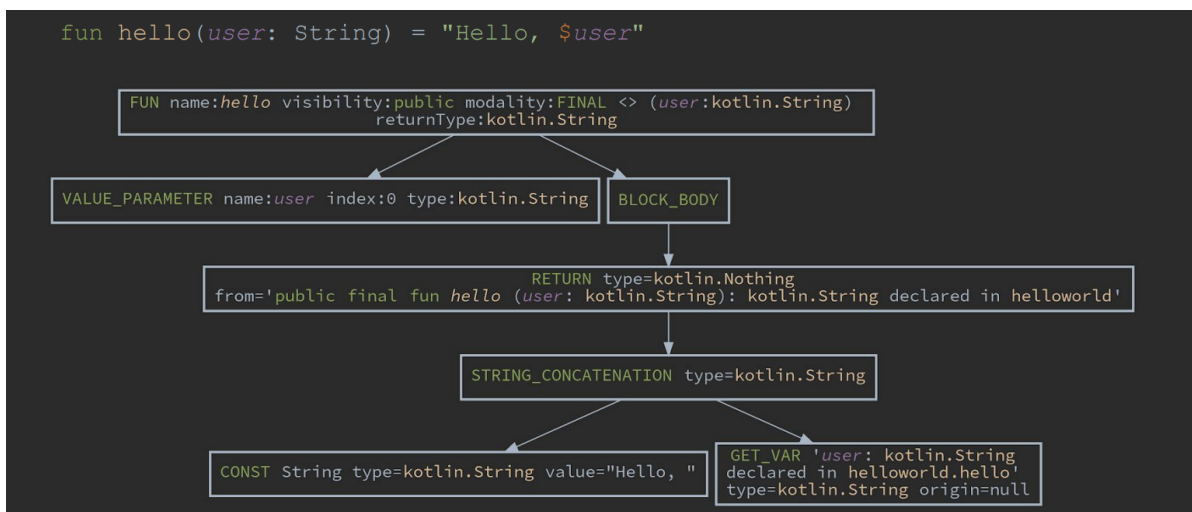 fun hello(user: String) = "Hello, $user"
FUN name:hello visibility:public modality:FINAL <> (user:kotlin.String)
returnType:kotlin.String
VALUE_PARAMETER name:user index:0 type:kotlin.String
BLOCK_BODY
RETURN type=kotlin.Nothing
from='public final fun hello (user: kotlin.String): kotlin.String declared in helloworld'
STRING_CONCATENATION type=kotlin.String
CONST String type=kotlin.String value="Hello, "
GET_VAR 'user: kotlin.String
declared in helloworld.hello'
type=kotlin.String origin=null